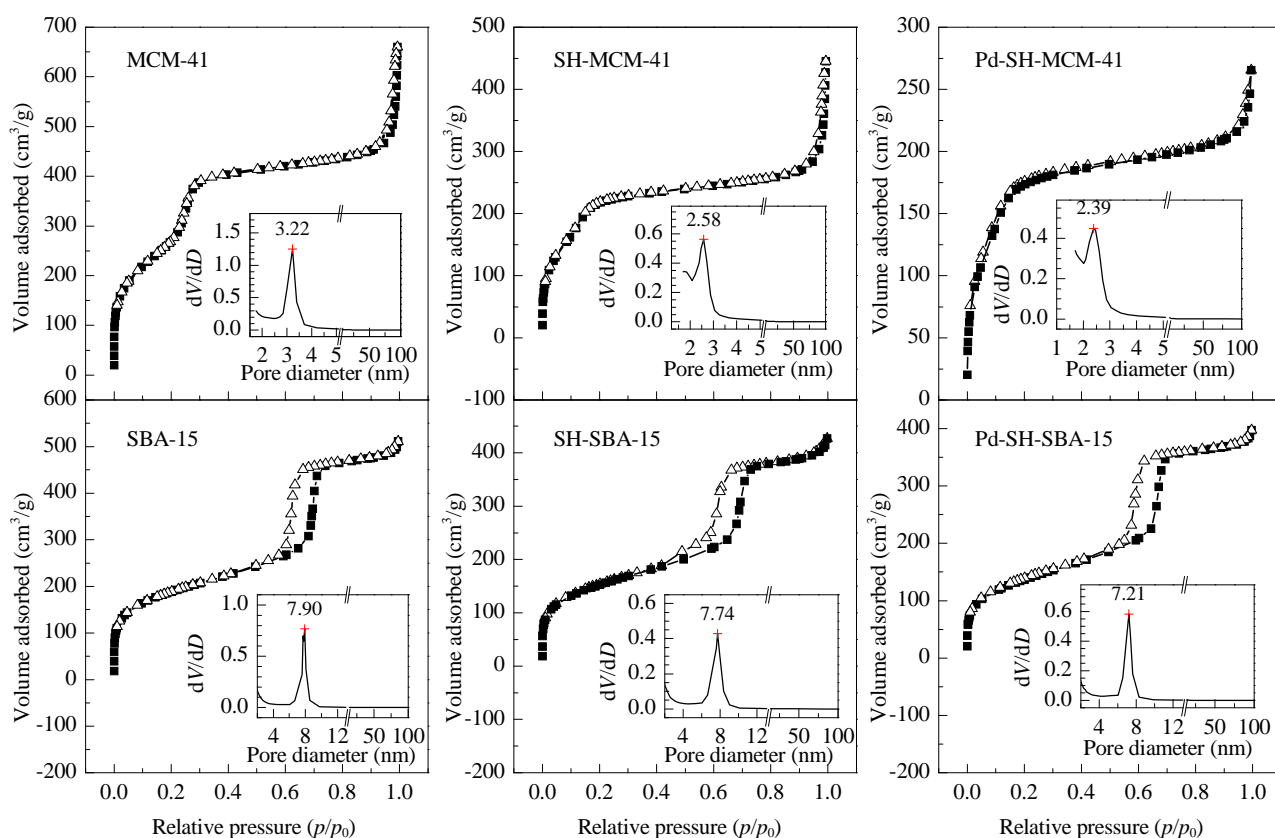 MCM-41
Volume adsorbed (cm³/g)
700
600
500
400
300
200
100
0
dV/dD
1.5
1.0
0.5
0.0
3.22
2 3 4 5 100
Pore diameter (nm)
SH-MCM-41
Volume adsorbed (cm³/g)
500
400
300
200
100
0
-100
dV/dD
0.6
0.4
0.2
0.0
2.58
2 3 4 5 100
Pore diameter (nm)
Pd-SH-MCM-41
Volume adsorbed (cm³/g)
300
250
200
150
100
50
0
dV/dD
0.4
0.2
0.0
2.39
1 2 3 4 5 100
Pore diameter (nm)
SBA-15
Volume adsorbed (cm³/g)
600
500
400
300
200
100
0
-100
-200
dV/dD
1.0
0.5
0.0
7.90
4 8 12 50 100
Pore diameter (nm)
0.0 0.2 0.4 0.6 0.8 1.0
Relative pressure (p/p₀)
SH-SBA-15
Volume adsorbed (cm³/g)
400
300
200
100
0
-100
-200
dV/dD
0.6
0.4
0.2
0.0
7.74
4 8 12 50 100
Pore diameter (nm)
0.0 0.2 0.4 0.6 0.8 1.0
Relative pressure (p/p₀)
Pd-SH-SBA-15
Volume adsorbed (cm³/g)
400
300
200
100
0
-100
-200
dV/dD
0.6
0.4
0.2
0.0
7.21
4 8 12 50 100
Pore diameter (nm)
0.0 0.2 0.4 0.6 0.8 1.0
Relative pressure (p/p₀)